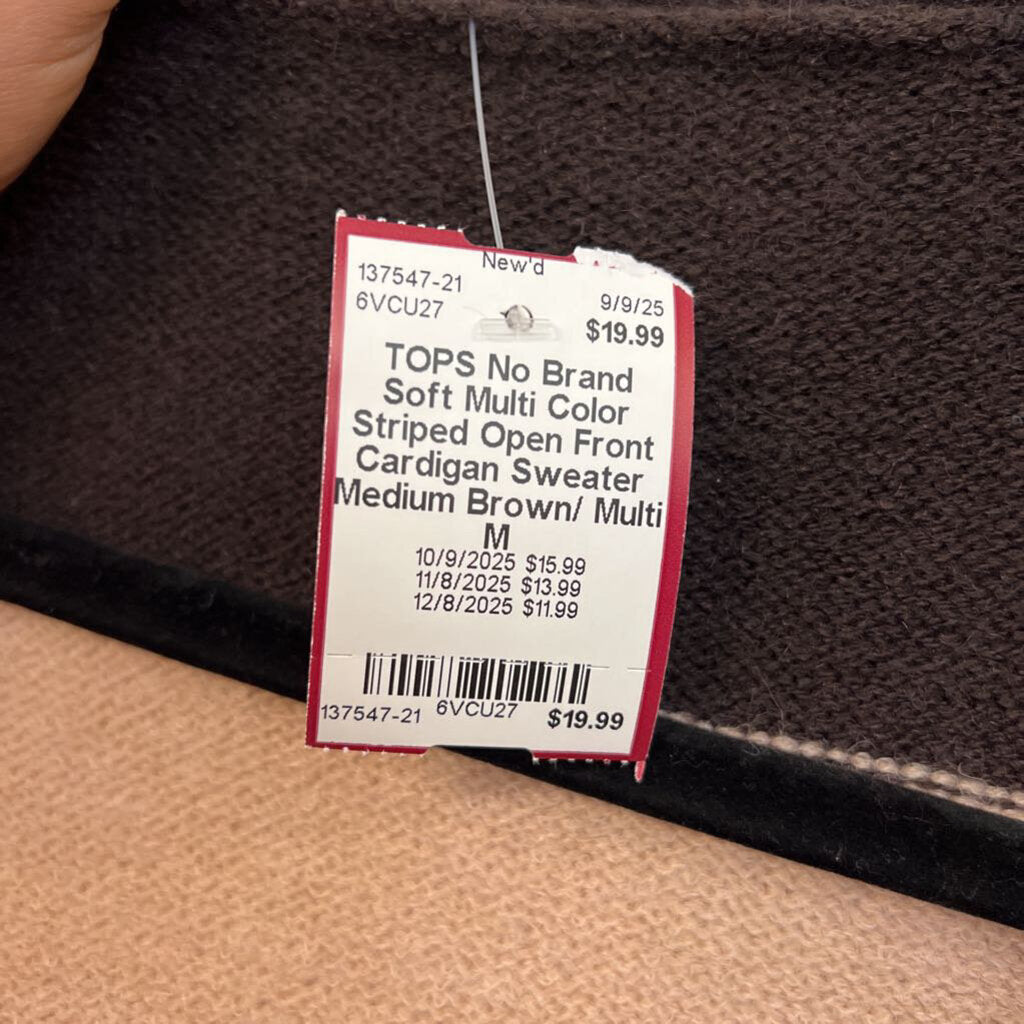 New'd
137547-21
6VCU27
9/9/25
$19.99
TOPS No Brand
Soft Multi Color
Striped Open Front
Cardigan Sweater
Medium Brown/ Multi
M
10/9/2025 $15.99
11/8/2025 $13.99
12/8/2025 $11.99
137547-21 6VCU27 $19.99